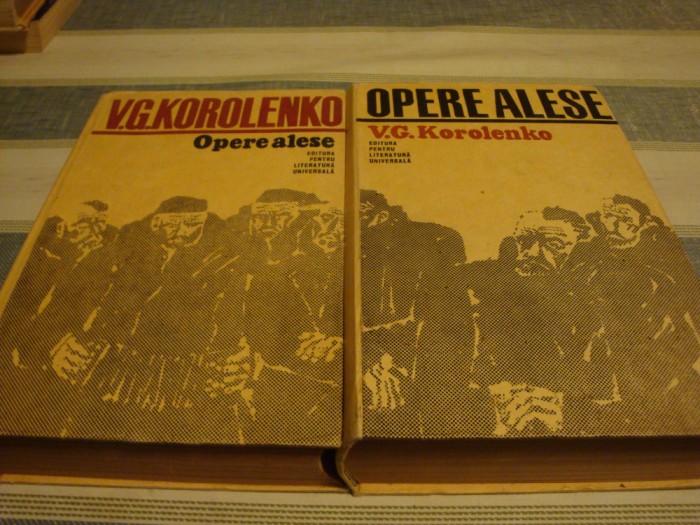 V.G.KOROLENKO
Opere alese
EDITURA
PENTRU
LITERATURĂ
UNIVERSALĂ
OPERE ALESE
V.G. Korolenko
EDITURA
PENTRU
LITERATURĂ
UNIVERSALĂ